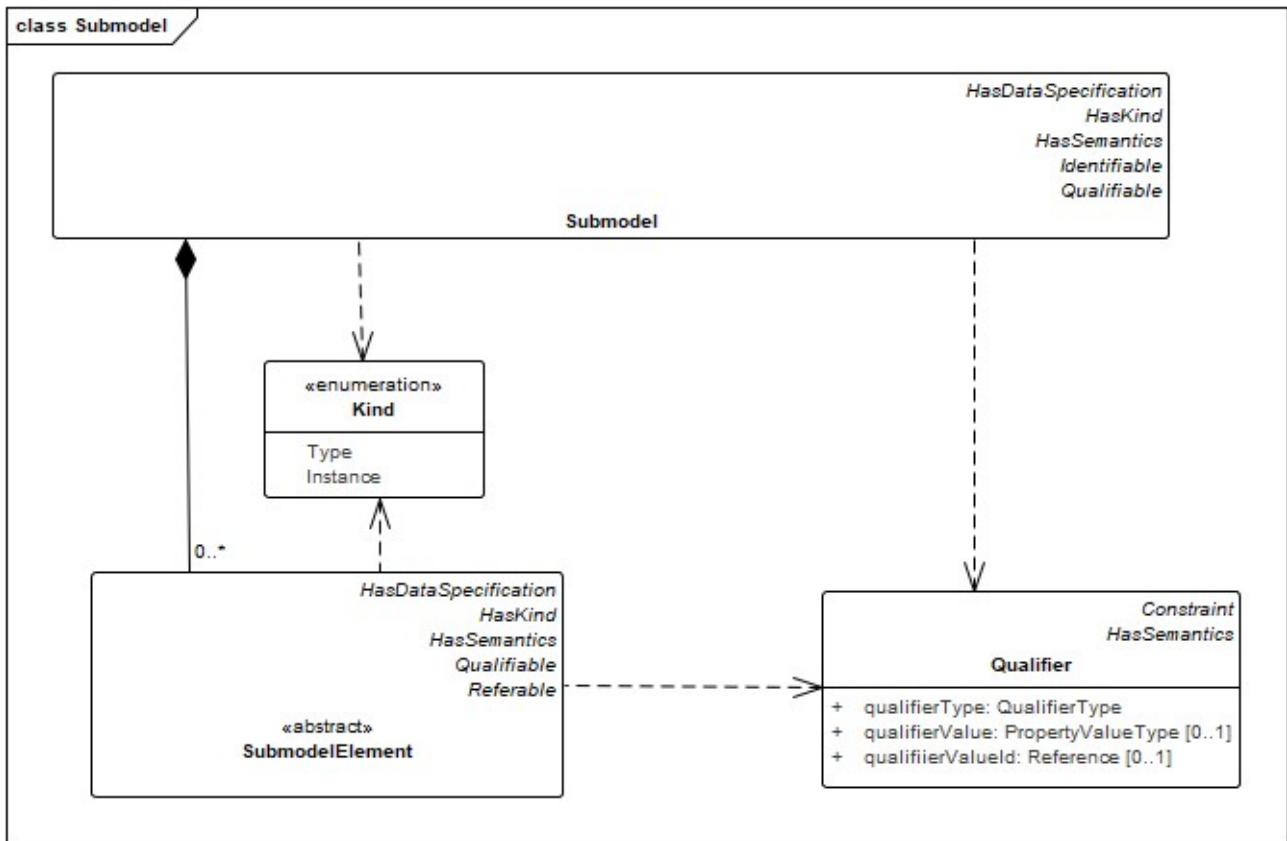 class Submodel
HasDataSpecification
HasKind
HasSemantics
Identifiable
Qualifiable
Submodel
«enumeration»
Kind
Type
Instance
0..*
HasDataSpecification
HasKind
HasSemantics
Qualifiable
Referable
«abstract»
SubmodelElement
Constraint
HasSemantics
Qualifier
+ qualifierType: QualifierType
+ qualifierValue: PropertyValueType [0..1]
+ qualifiierValueId: Reference [0..1]